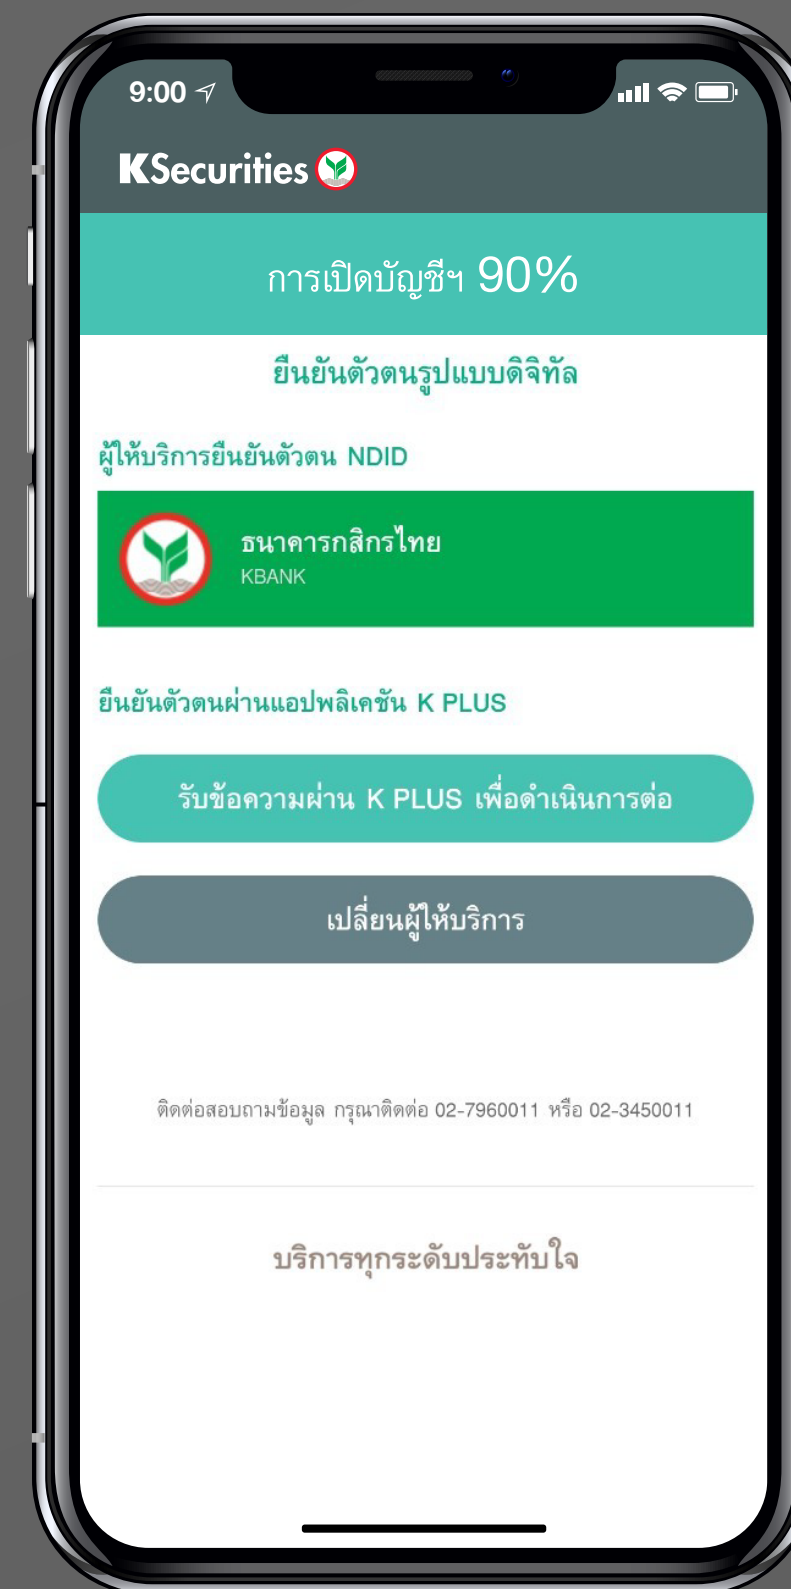 9:00
KSecurities
การเปิดบัญชีฯ 90%
ยืนยันตัวตนรูปแบบดิจิทัล
ผู้ให้บริการยืนยันตัวตน NDID
ธนาคารกสิกรไทย
KBANK
ยืนยันตัวตนผ่านแอปพลิเคชัน K PLUS
รับข้อความผ่าน K PLUS เพื่อดำเนินการต่อ
เปลี่ยนผู้ให้บริการ
ติดต่อสอบถามข้อมูล กรุณาติดต่อ 02-7960011 หรือ 02-3450011
บริการทุกระดับประทับใจ